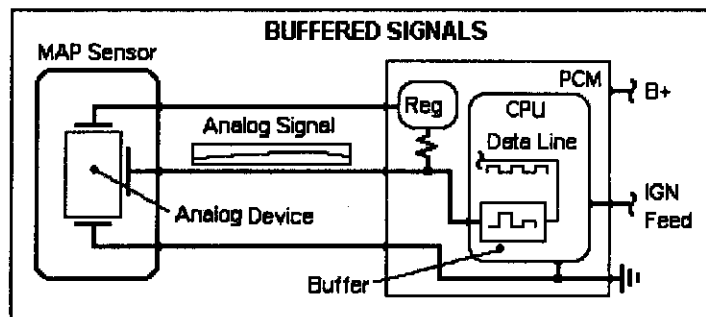 BUFFERED SIGNALS
MAP Sensor
PCM
B+
Reg
CPU
Analog Signal
Data Line
IGN
Feed
Analog Device
Buffer